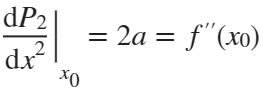 dP₂/dx² |ₓ₀ = 2a = f ′′(x₀)